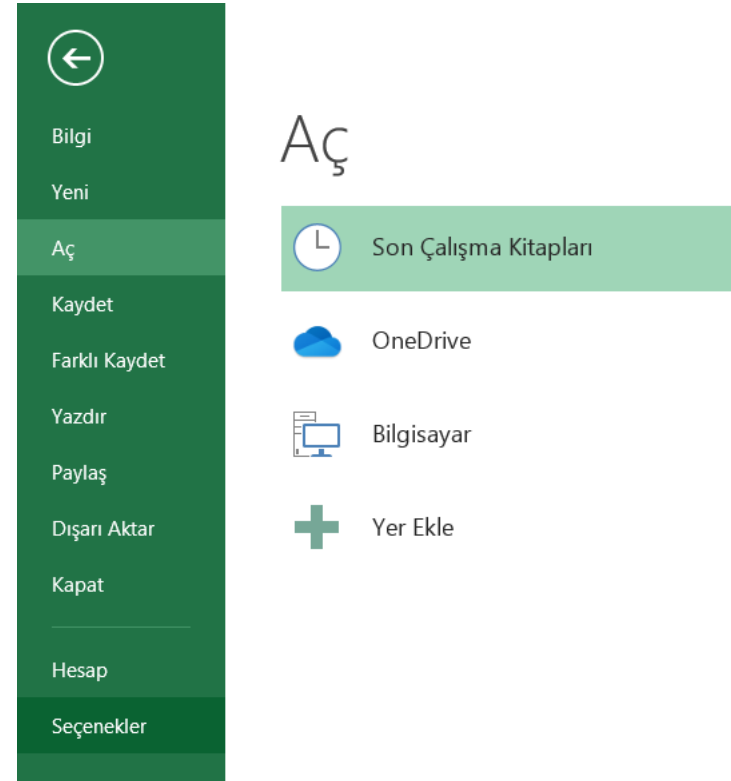 Bilgi
Yeni
Aç
Kaydet
Farklı Kaydet
Yazdır
Paylaş
Dışarı Aktar
Kapat
Hesap
Seçenekler
Aç
Son Çalışma Kitapları
OneDrive
Bilgisayar
Yer Ekle